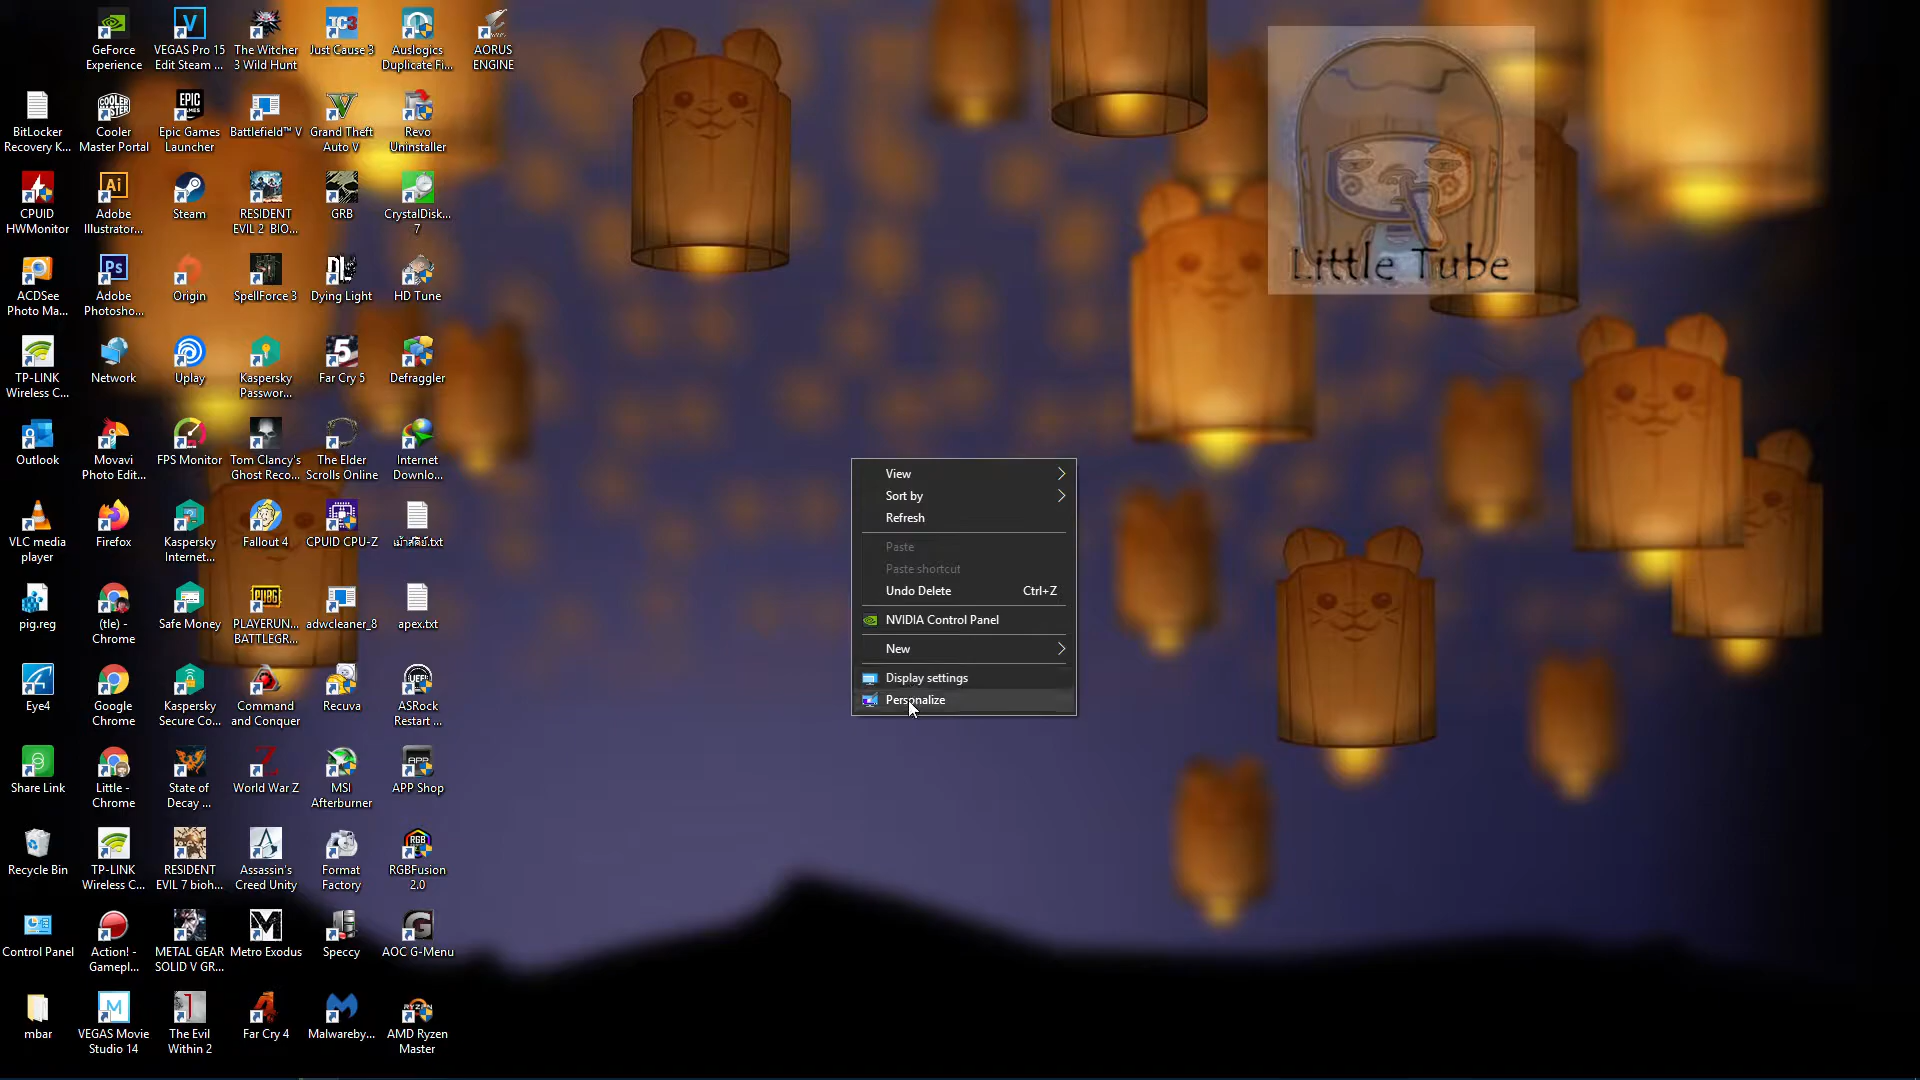 GeForce
Experience
VEGAS Pro 15
Edit Steam ...
The Witcher
3 Wild Hunt
Just Cause 3
Auslogics
Duplicate Fi...
AORUS
ENGINE
BitLocker
Recovery K...
Cooler
Master Portal
Epic Games
Launcher
Battlefield™ V
Grand Theft
Auto V
Revo
Uninstaller
CPUID
HWMonitor
Adobe
Illustrator...
Steam
RESIDENT
EVIL 2 BIO...
GRB
CrystalDisk...
7
ACDSee
Photo Ma...
Adobe
Photosho...
Origin
SpellForce 3
Dying Light
HD Tune
TP-LINK
Wireless C...
Network
Uplay
Kaspersky
Passwor...
Far Cry 5
Defraggler
Outlook
Movavi
Photo Edit...
FPS Monitor
Tom Clancy's
Ghost Reco...
The Elder
Scrolls Online
Internet
Downlo...
VLC media
player
Firefox
Kaspersky
Internet...
Fallout 4
CPUID CPU-Z
pig.reg
(tle) -
Chrome
Safe Money
PLAYERUN...
BATTLEGR...
adwcleaner_8
apex.txt
Eye4
Google
Chrome
Kaspersky
Secure Co...
Command
and Conquer
Recuva
ASRock
Restart ...
Share Link
Little -
Chrome
State of
Decay ...
World War Z
MSI
Afterburner
APP Shop
Recycle Bin
TP-LINK
Wireless C...
RESIDENT
EVIL 7 bioh...
Assassin's
Creed Unity
Format
Factory
RGBFusion
2.0
Control Panel
Action! -
Gamepl...
METAL GEAR
SOLID V GR...
Metro Exodus
Speccy
AOC G-Menu
mbar
VEGAS Movie
Studio 14
The Evil
Within 2
Far Cry 4
Malwareby...
AMD Ryzen
Master
View
Sort by
Refresh
Paste
Paste shortcut
Undo Delete Ctrl+Z
NVIDIA Control Panel
New
Display settings
Personalize
Little Tube